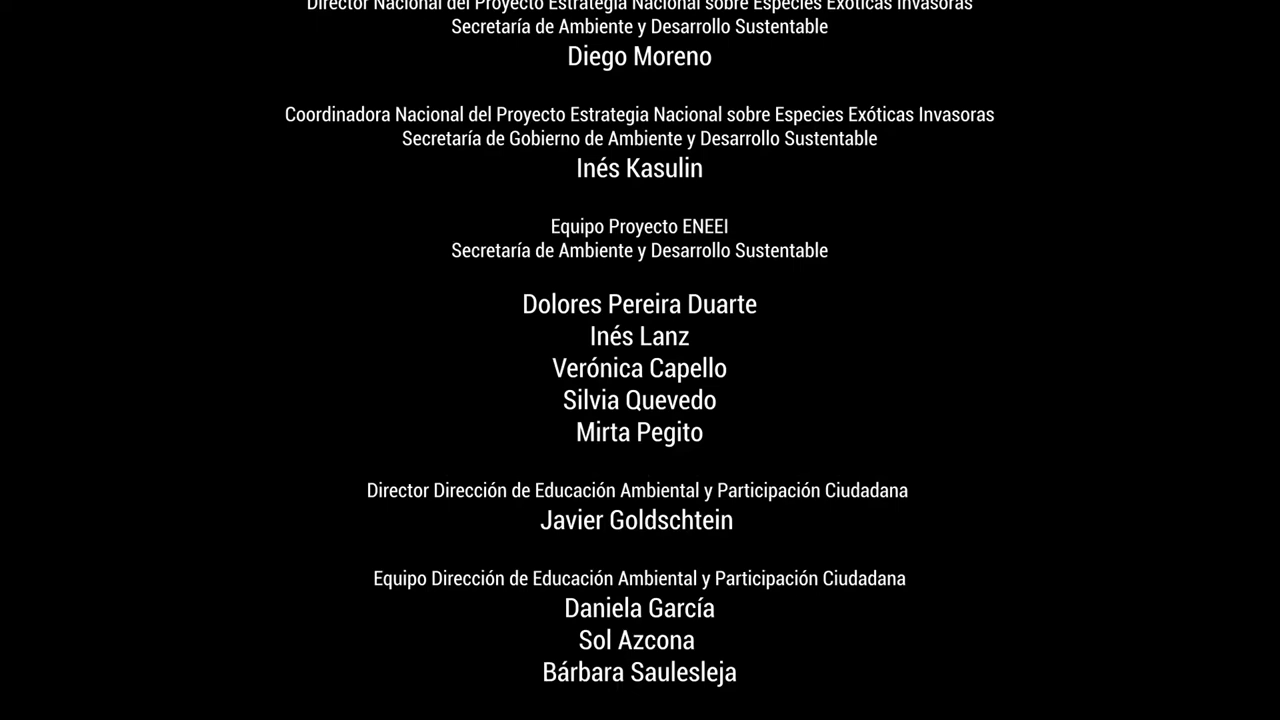 Director Nacional del Proyecto Estrategia Nacional sobre Especies Exóticas Invasoras
Secretaría de Ambiente y Desarrollo Sustentable
Diego Moreno
Coordinadora Nacional del Proyecto Estrategia Nacional sobre Especies Exóticas Invasoras
Secretaría de Gobierno de Ambiente y Desarrollo Sustentable
Inés Kasulin
Equipo Proyecto ENEEI
Secretaría de Ambiente y Desarrollo Sustentable
Dolores Pereira Duarte
Inés Lanz
Verónica Capello
Silvia Quevedo
Mirta Pegito
Director Dirección de Educación Ambiental y Participación Ciudadana
Javier Goldschtein
Equipo Dirección de Educación Ambiental y Participación Ciudadana
Daniela García
Sol Azcona
Bárbara Saulesleja